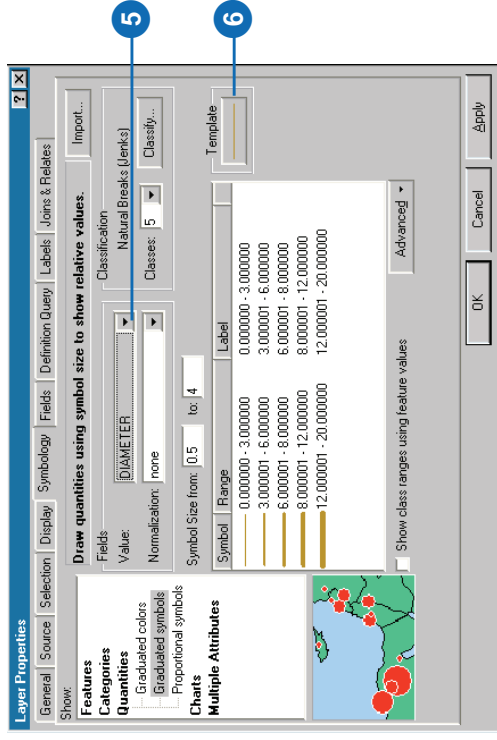 Layer Properties
? ×
General Source Selection Display Symbology Fields Definition Query Labels Joins & Relates
Show:
Features
Categories
Quantities
Graduated colors
Graduated symbols
Proportional symbols
Charts
Multiple Attributes
Draw quantities using symbol size to show relative values.
Import...
Fields
Value: DIAMETER
Normalization: none
Classification
Natural Breaks (Jenks)
Classes: 5 Classify...
Symbol Size from: 0.5 to: 4
Symbol Range Label
0.000000 - 3.000000 0.000000 - 3.000000
3.000001 - 6.000000 3.000001 - 6.000000
6.000001 - 8.000000 6.000001 - 8.000000
8.000001 - 12.000000 8.000001 - 12.000000
12.000001 - 20.000000 12.000001 - 20.000000
Template
Show class ranges using feature values
Advanced
OK Cancel Apply
5
6